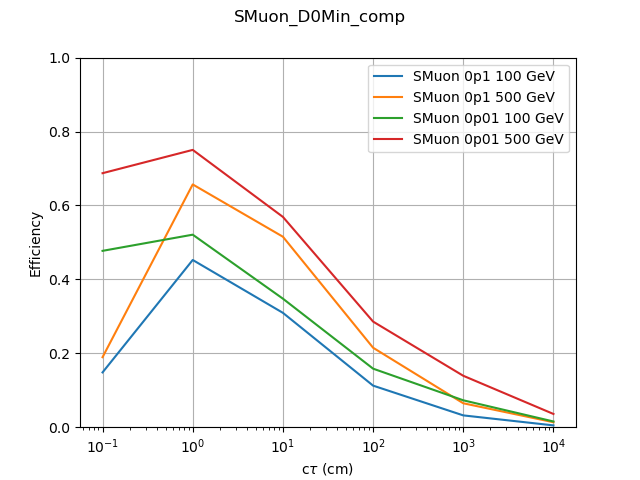 SMuon_D0Min_comp
1.0
0.8
0.6
0.4
0.2
0.0
Efficiency
SMuon 0p1 100 GeV
SMuon 0p1 500 GeV
SMuon 0p01 100 GeV
SMuon 0p01 500 GeV
10⁻¹ 10⁰ 10¹ 10² 10³ 10⁴
cτ (cm)